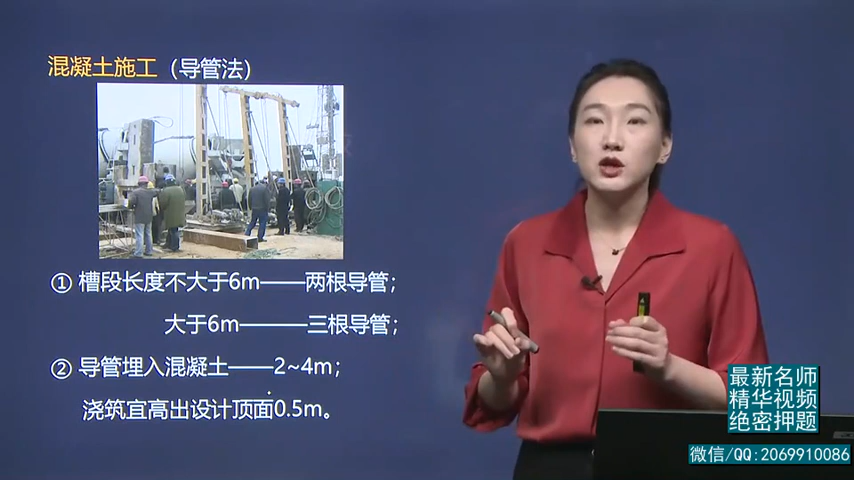 混凝土施工（导管法）
① 槽段长度不大于6m——两根导管；
大于6m———三根导管；
② 导管埋入混凝土——2~4m；
浇筑宜高出设计顶面0.5m。
最新名师
精华视频
绝密押题
微信/QQ:2069910086